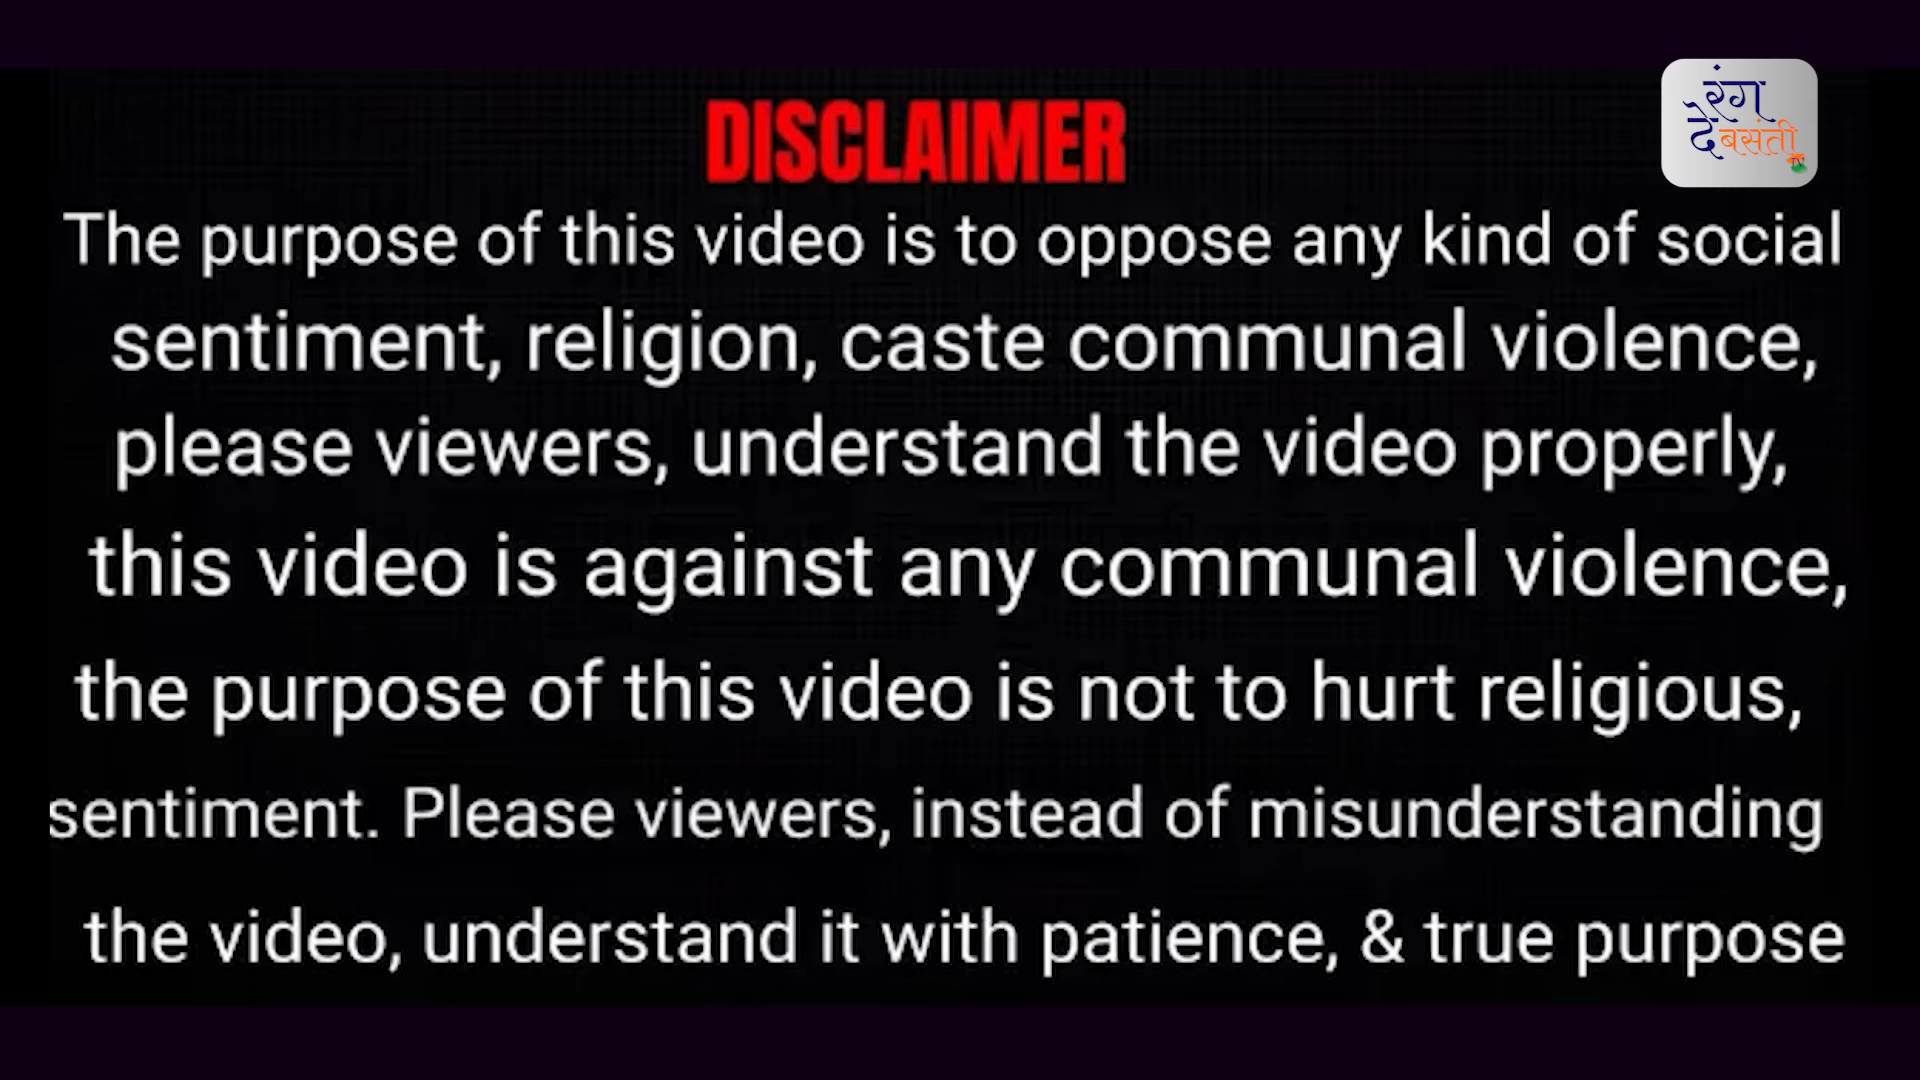 DISCLAIMER
रंग
दे बसंती
The purpose of this video is to oppose any kind of social
sentiment, religion, caste communal violence,
please viewers, understand the video properly,
this video is against any communal violence,
the purpose of this video is not to hurt religious,
sentiment. Please viewers, instead of misunderstanding
the video, understand it with patience, & true purpose